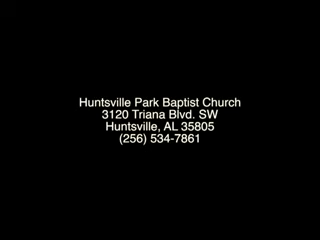 Huntsville Park Baptist Church
3120 Triana Blvd. SW
Huntsville, AL 35805
(256) 534-7861